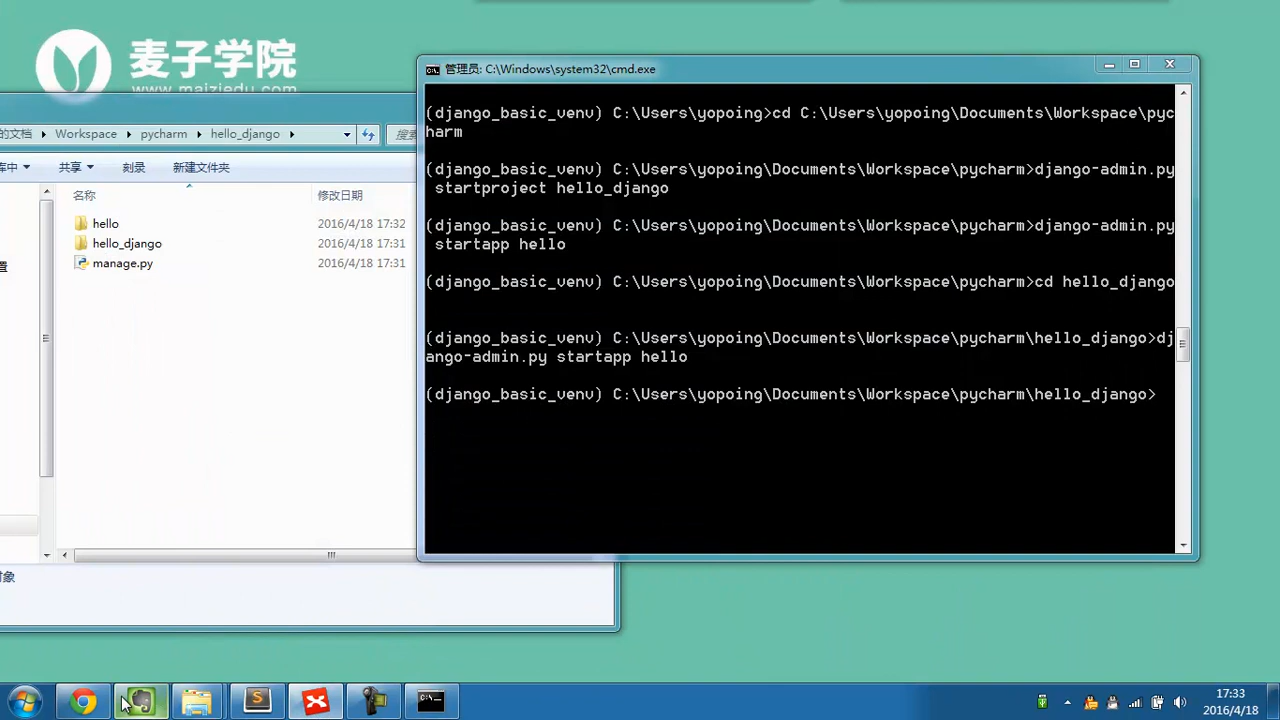 麦子学院
www.maiziedu.com
管理员: C:\Windows\system32\cmd.exe
的文档 Workspace pycharm hello_django
库中 共享 刻录 新建文件夹
名称 修改日期
hello 2016/4/18 17:32
hello_django 2016/4/18 17:31
manage.py 2016/4/18 17:31
置
对象
(django_basic_venv) C:\Users\yopoing>cd C:\Users\yopoing\Documents\Workspace\pyc
harm
(django_basic_venv) C:\Users\yopoing\Documents\Workspace\pycharm>django-admin.py
startproject hello_django
(django_basic_venv) C:\Users\yopoing\Documents\Workspace\pycharm>django-admin.py
startapp hello
(django_basic_venv) C:\Users\yopoing\Documents\Workspace\pycharm>cd hello_django
(django_basic_venv) C:\Users\yopoing\Documents\Workspace\pycharm\hello_django>dj
ango-admin.py startapp hello
(django_basic_venv) C:\Users\yopoing\Documents\Workspace\pycharm\hello_django>
17:33
2016/4/18